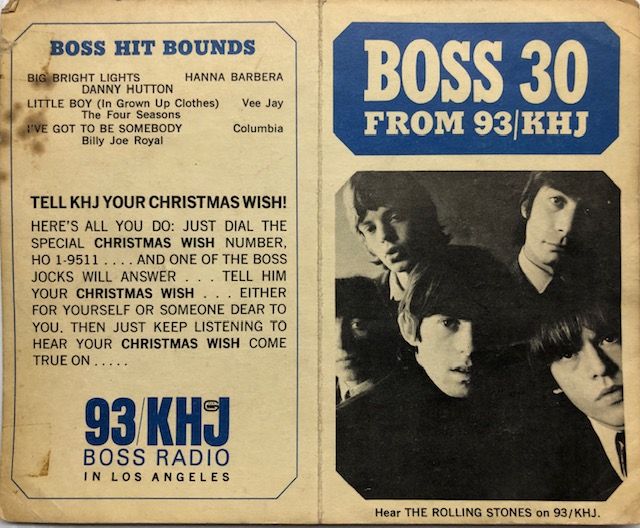 BOSS HIT BOUNDS
BIG BRIGHT LIGHTS HANNA BARBERA
DANNY HUTTON
LITTLE BOY (In Grown Up Clothes) Vee Jay
The Four Seasons
I'VE GOT TO BE SOMEBODY Columbia
Billy Joe Royal
TELL KHJ YOUR CHRISTMAS WISH!
HERE'S ALL YOU DO: JUST DIAL THE
SPECIAL CHRISTMAS WISH NUMBER,
HO 1-9511 .... AND ONE OF THE BOSS
JOCKS WILL ANSWER ... TELL HIM
YOUR CHRISTMAS WISH ... EITHER
FOR YOURSELF OR SOMEONE DEAR TO
YOU. THEN JUST KEEP LISTENING TO
HEAR YOUR CHRISTMAS WISH COME
TRUE ON .....
93/KHJ
BOSS RADIO
IN LOS ANGELES
BOSS 30
FROM 93/KHJ
Hear THE ROLLING STONES on 93/KHJ.